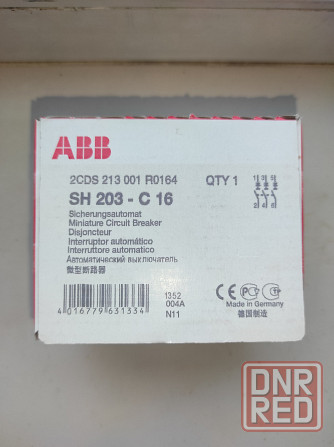 ABB
2CDS 213 001 R0164 QTY 1
SH 203 - C 16
Sicherungsautomat
Miniature Circuit Breaker
Disjoncteur
Interruptor automático
Interruttore automatico
Автоматический выключатель
微型断路器
1352
004A
N11
4 016779 631334
Made in Germany
德国制造
DNR
RED